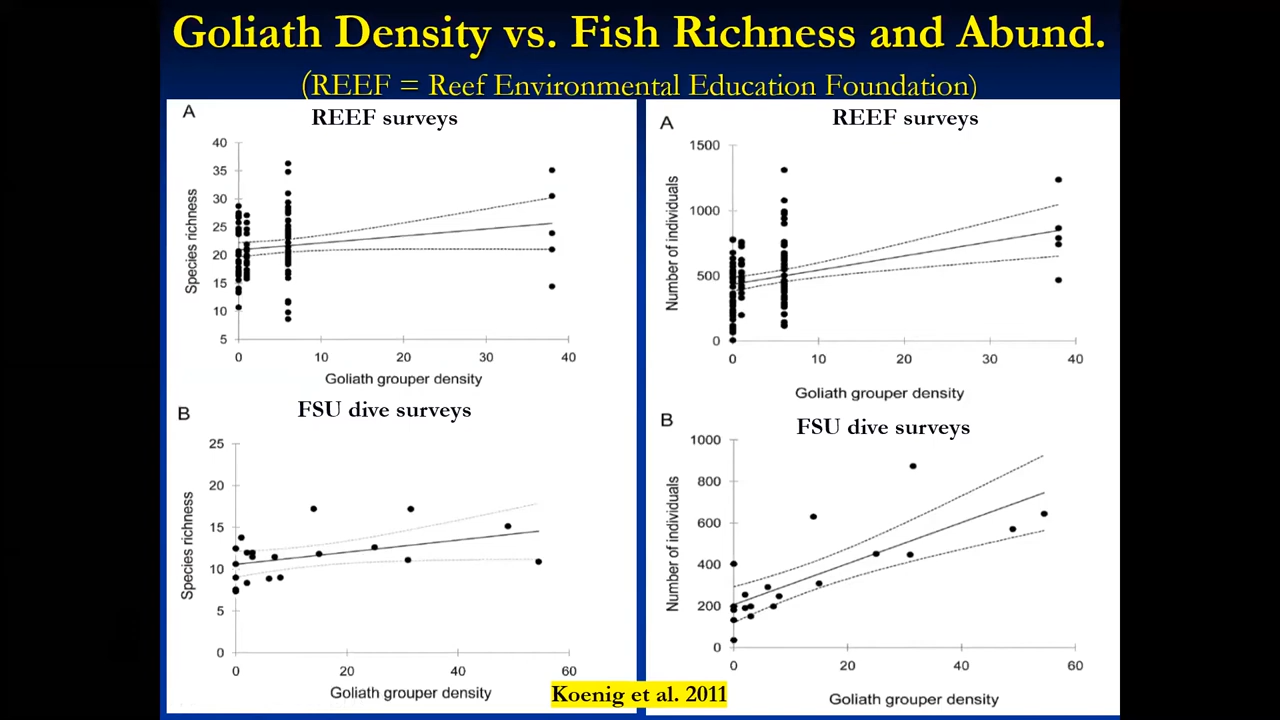 Goliath Density vs. Fish Richness and Abund.
(REEF = Reef Environmental Education Foundation)
A
REEF surveys
40
35
30
25
20
15
10
5
Species richness
0 10 20 30 40
Goliath grouper density
A
REEF surveys
1500
1000
500
0
Number of individuals
0 10 20 30 40
Goliath grouper density
B
FSU dive surveys
25
20
15
10
5
0
Species richness
0 20 40 60
Goliath grouper density
B
FSU dive surveys
1000
800
600
400
200
0
Number of individuals
0 20 40 60
Goliath grouper density
Koenig et al. 2011